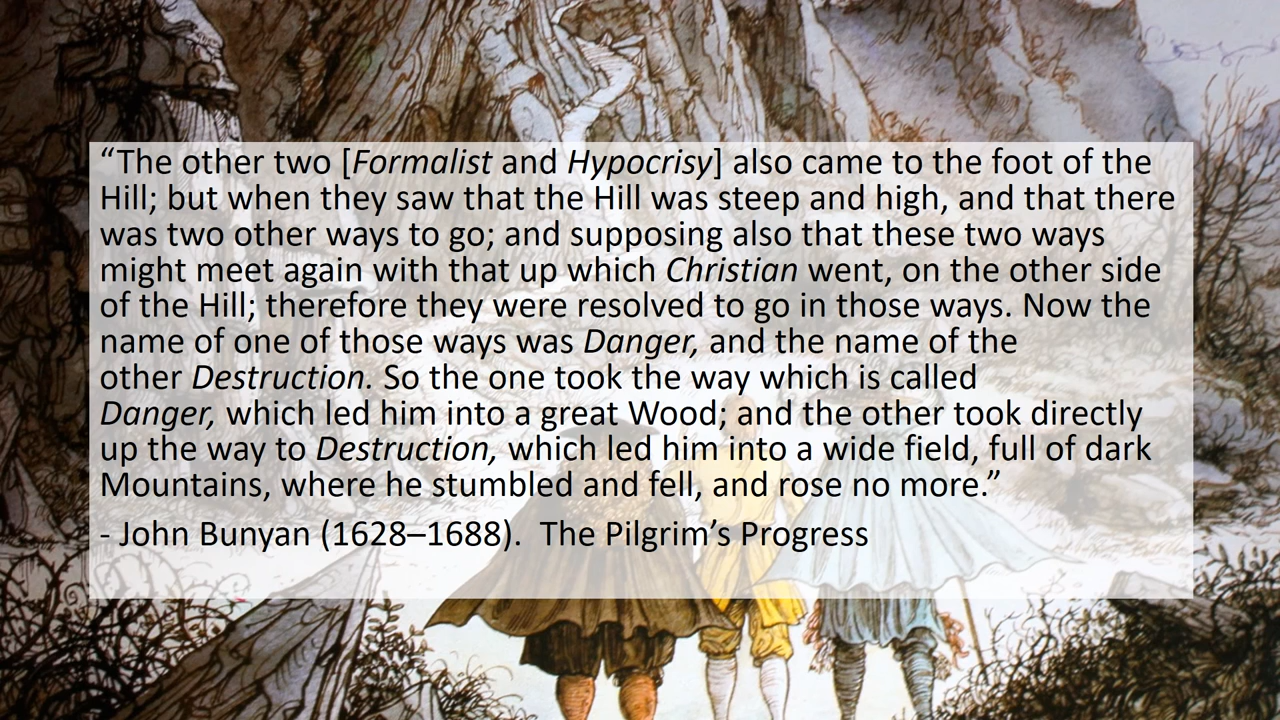 “The other two [Formalist and Hypocrisy] also came to the foot of the
Hill; but when they saw that the Hill was steep and high, and that there
was two other ways to go; and supposing also that these two ways
might meet again with that up which Christian went, on the other side
of the Hill; therefore they were resolved to go in those ways. Now the
name of one of those ways was Danger, and the name of the
other Destruction. So the one took the way which is called
Danger, which led him into a great Wood; and the other took directly
up the way to Destruction, which led him into a wide field, full of dark
Mountains, where he stumbled and fell, and rose no more.”
- John Bunyan (1628–1688).  The Pilgrim’s Progress